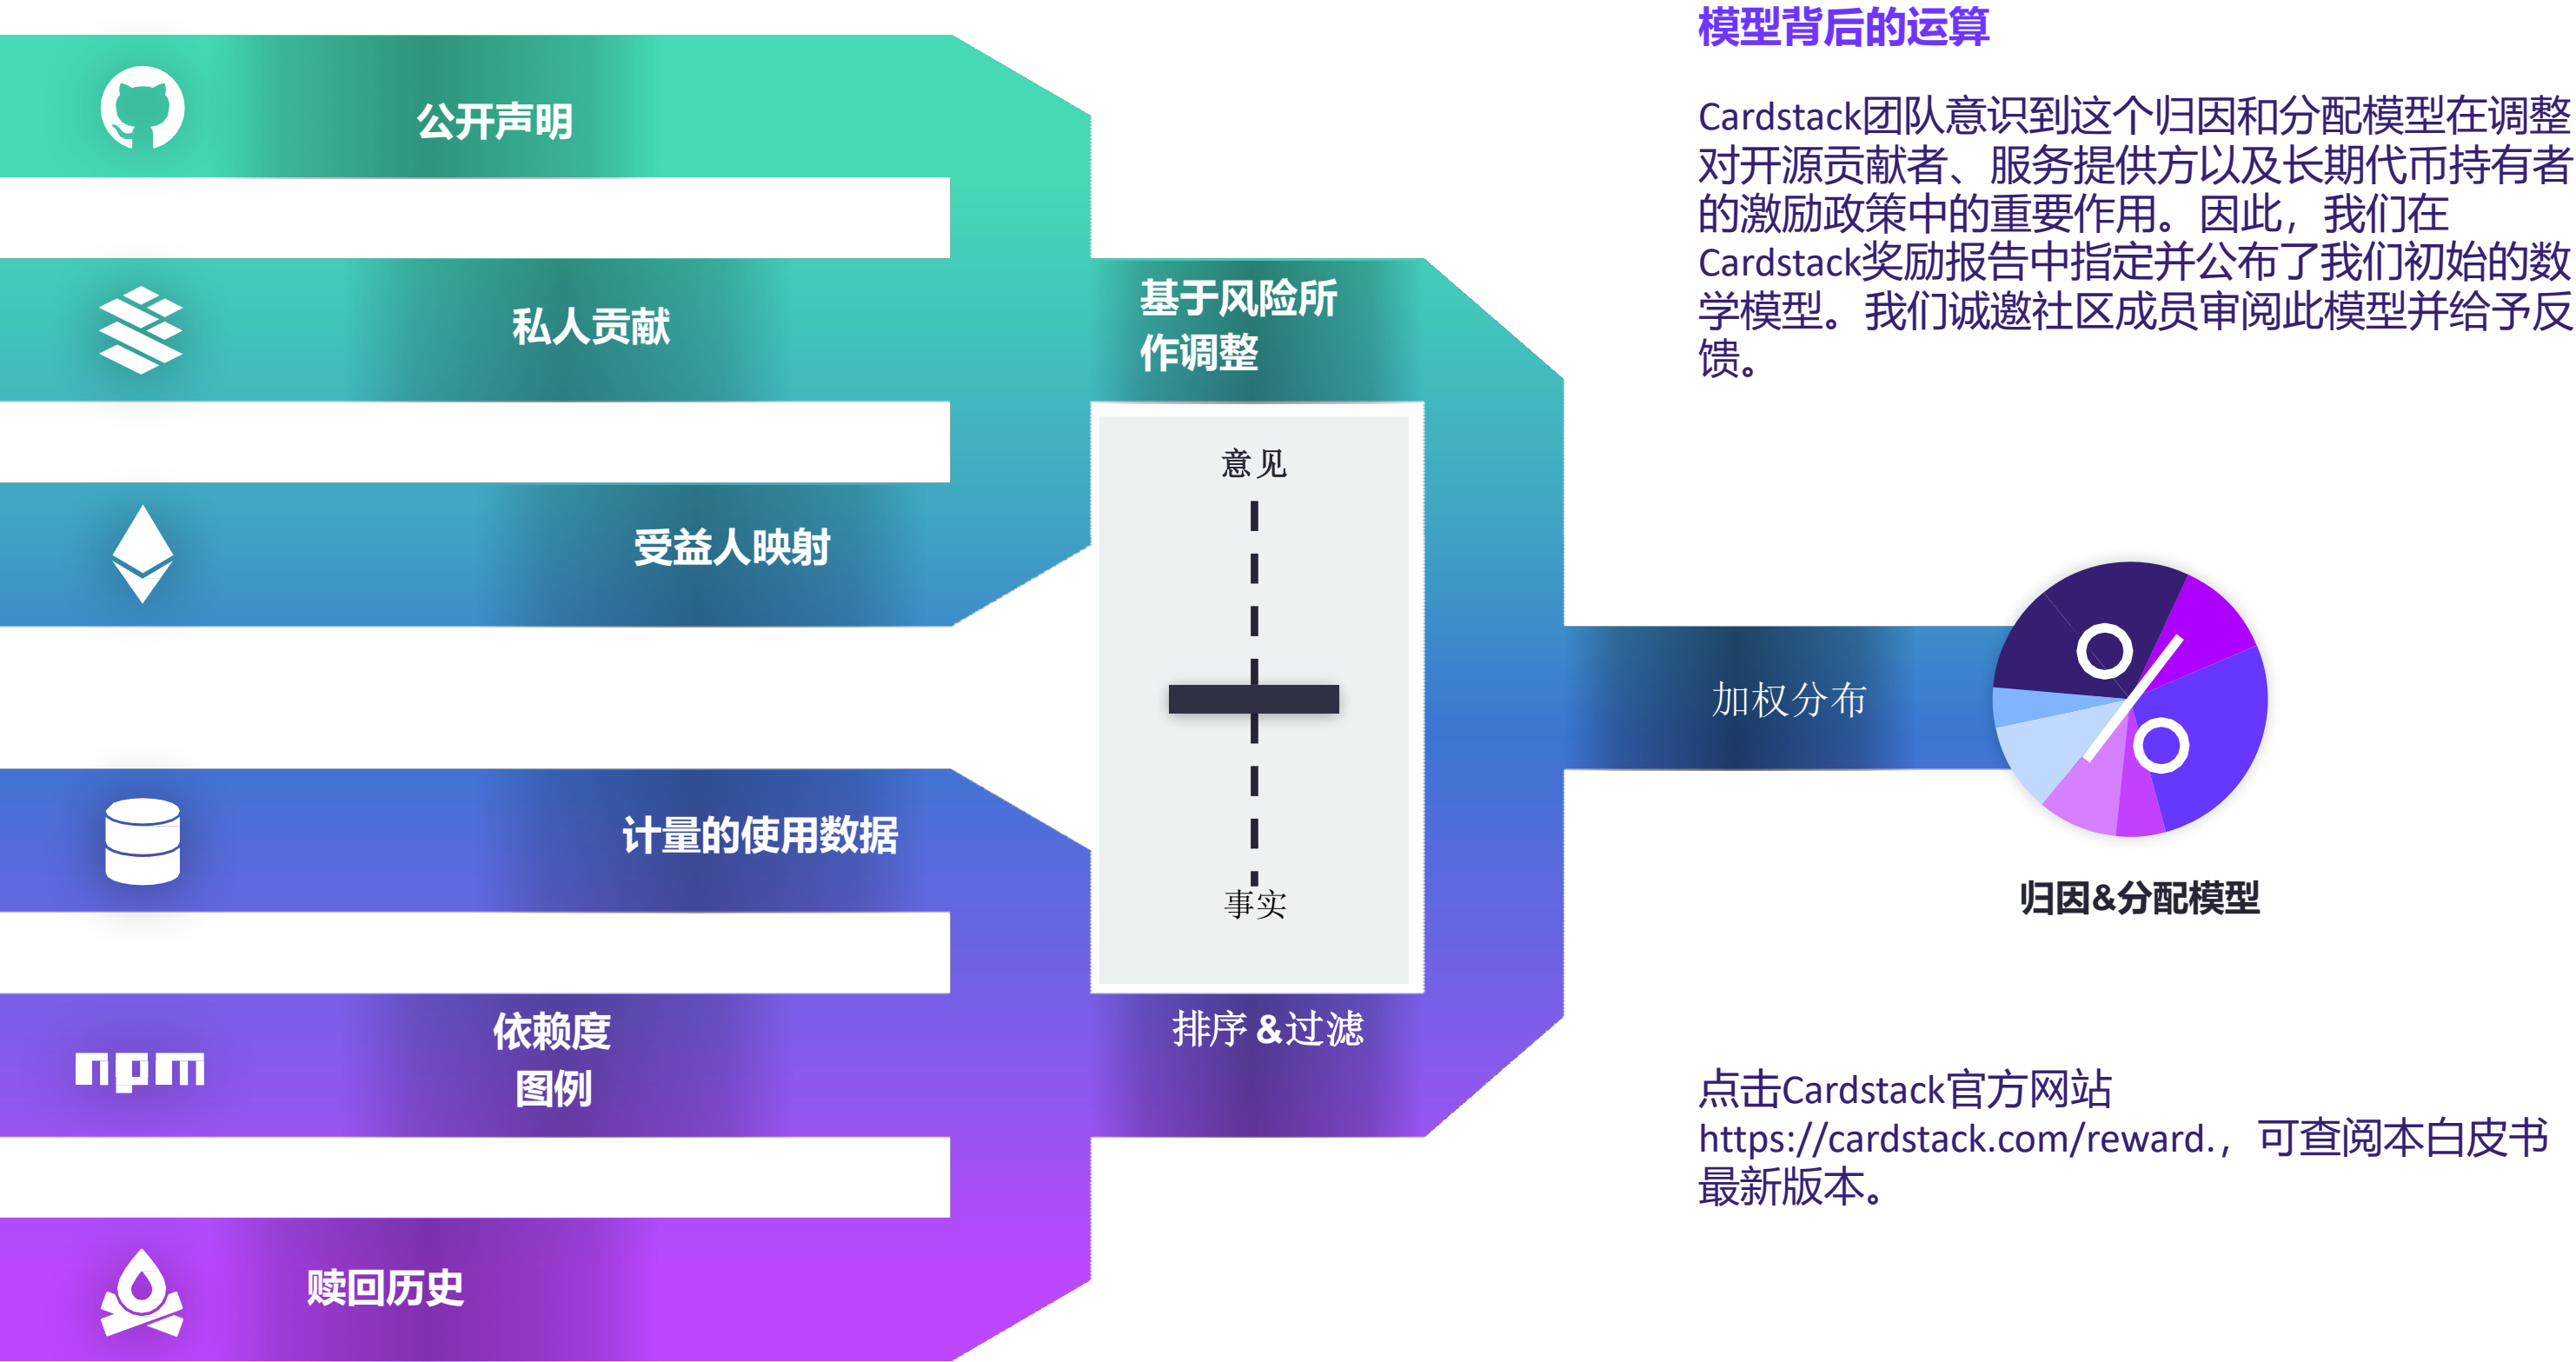 模型背后的运算
Cardstack团队意识到这个归因和分配模型在调整
对开源贡献者、服务提供方以及长期代币持有者
的激励政策中的重要作用。因此，我们在
Cardstack奖励报告中指定并公布了我们初始的数
学模型。我们诚邀社区成员审阅此模型并给予反
馈。
公开声明
私人贡献
受益人映射
计量的使用数据
npm
依赖度
图例
赎回历史
基于风险所
作调整
意见
事实
排序&过滤
加权分布
归因&分配模型
点击Cardstack官方网站
https://cardstack.com/reward.，可查阅本白皮书
最新版本。